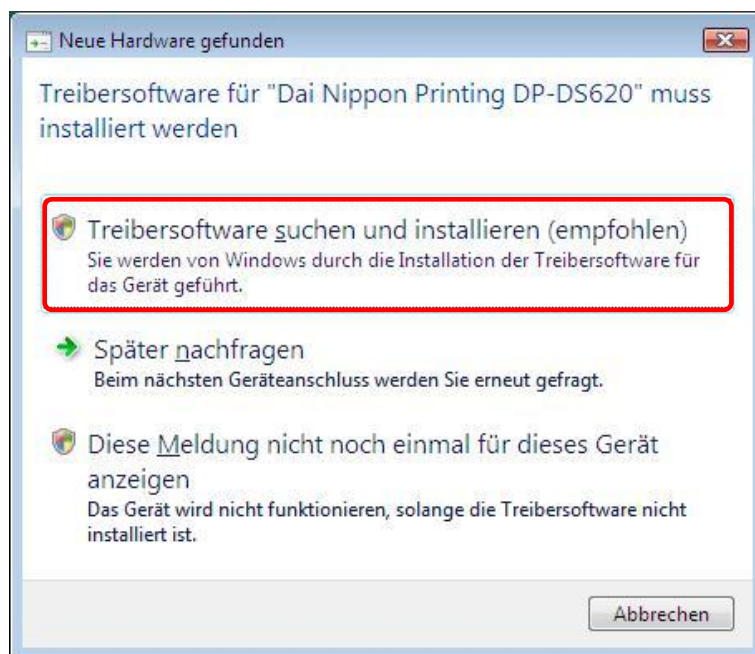 Neue Hardware gefunden
Treibersoftware für "Dai Nippon Printing DP-DS620" muss
installiert werden
Treibersoftware suchen und installieren (empfohlen)
Sie werden von Windows durch die Installation der Treibersoftware für
das Gerät geführt.
Später nachfragen
Beim nächsten Geräteanschluss werden Sie erneut gefragt.
Diese Meldung nicht noch einmal für dieses Gerät
anzeigen
Das Gerät wird nicht funktionieren, solange die Treibersoftware nicht
installiert ist.
Abbrechen